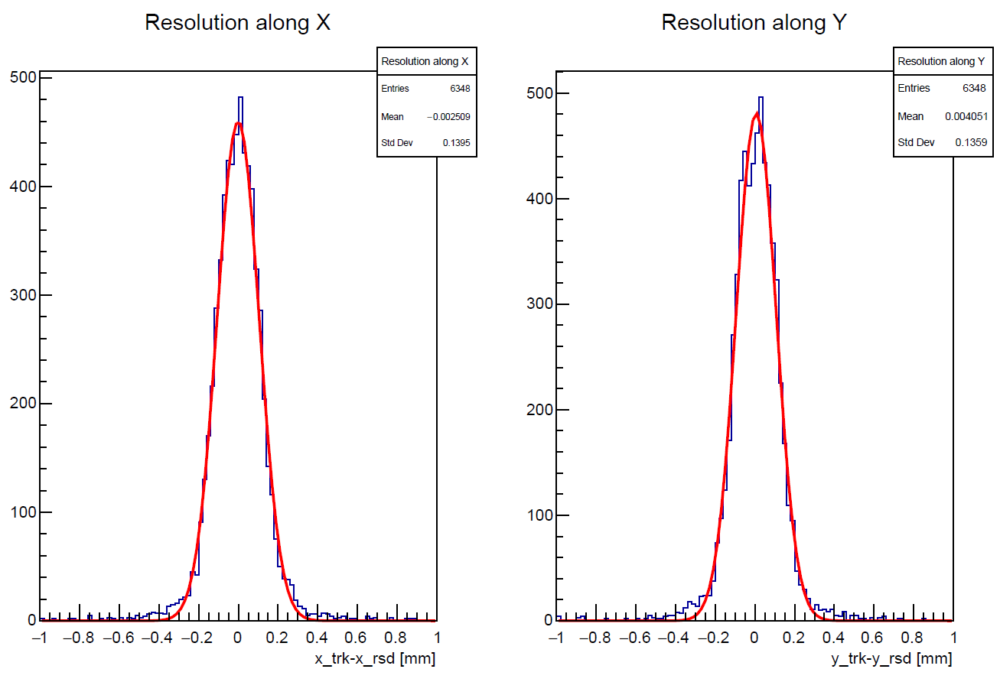 Resolution along X
Resolution along X
Entries 6348
Mean −0.002509
Std Dev 0.1395
500
400
300
200
100
0
−1 −0.8 −0.6 −0.4 −0.2 0 0.2 0.4 0.6 0.8 1
x_trk-x_rsd [mm]
Resolution along Y
Resolution along Y
Entries 6348
Mean 0.004051
Std Dev 0.1359
500
400
300
200
100
0
−1 −0.8 −0.6 −0.4 −0.2 0 0.2 0.4 0.6 0.8 1
y_trk-y_rsd [mm]